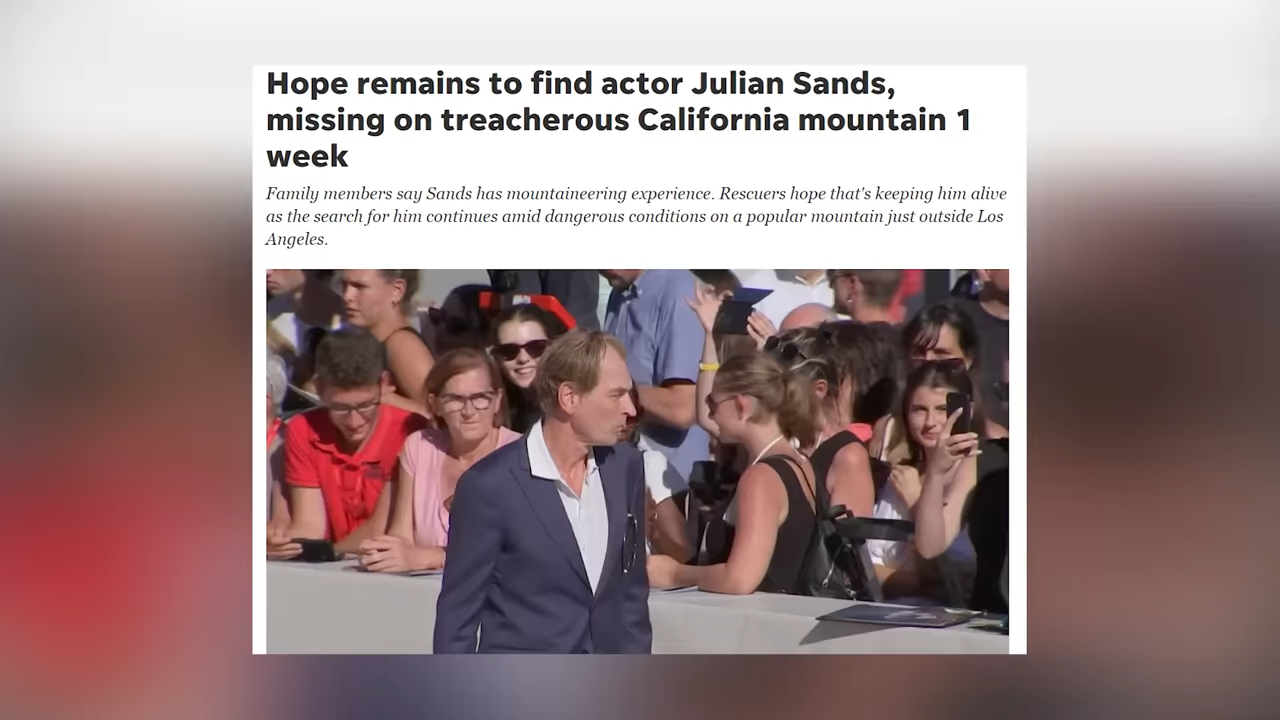 Hope remains to find actor Julian Sands,
missing on treacherous California mountain 1
week
Family members say Sands has mountaineering experience. Rescuers hope that's keeping him alive
as the search for him continues amid dangerous conditions on a popular mountain just outside Los
Angeles.